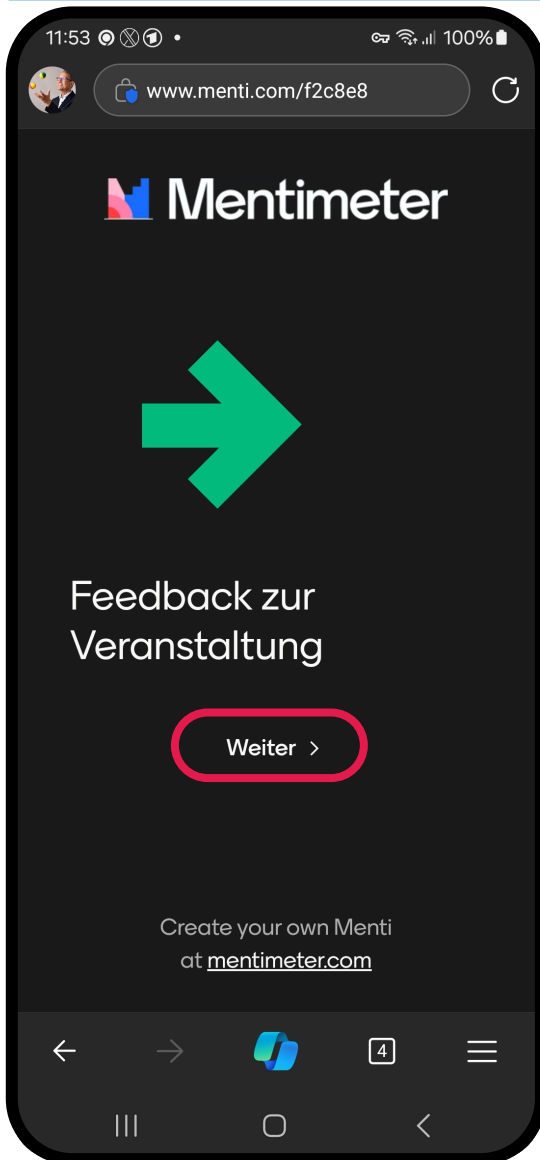 11:53 100%
www.menti.com/f2c8e8
Mentimeter
Feedback zur
Veranstaltung
Weiter
Create your own Menti
at mentimeter.com
4